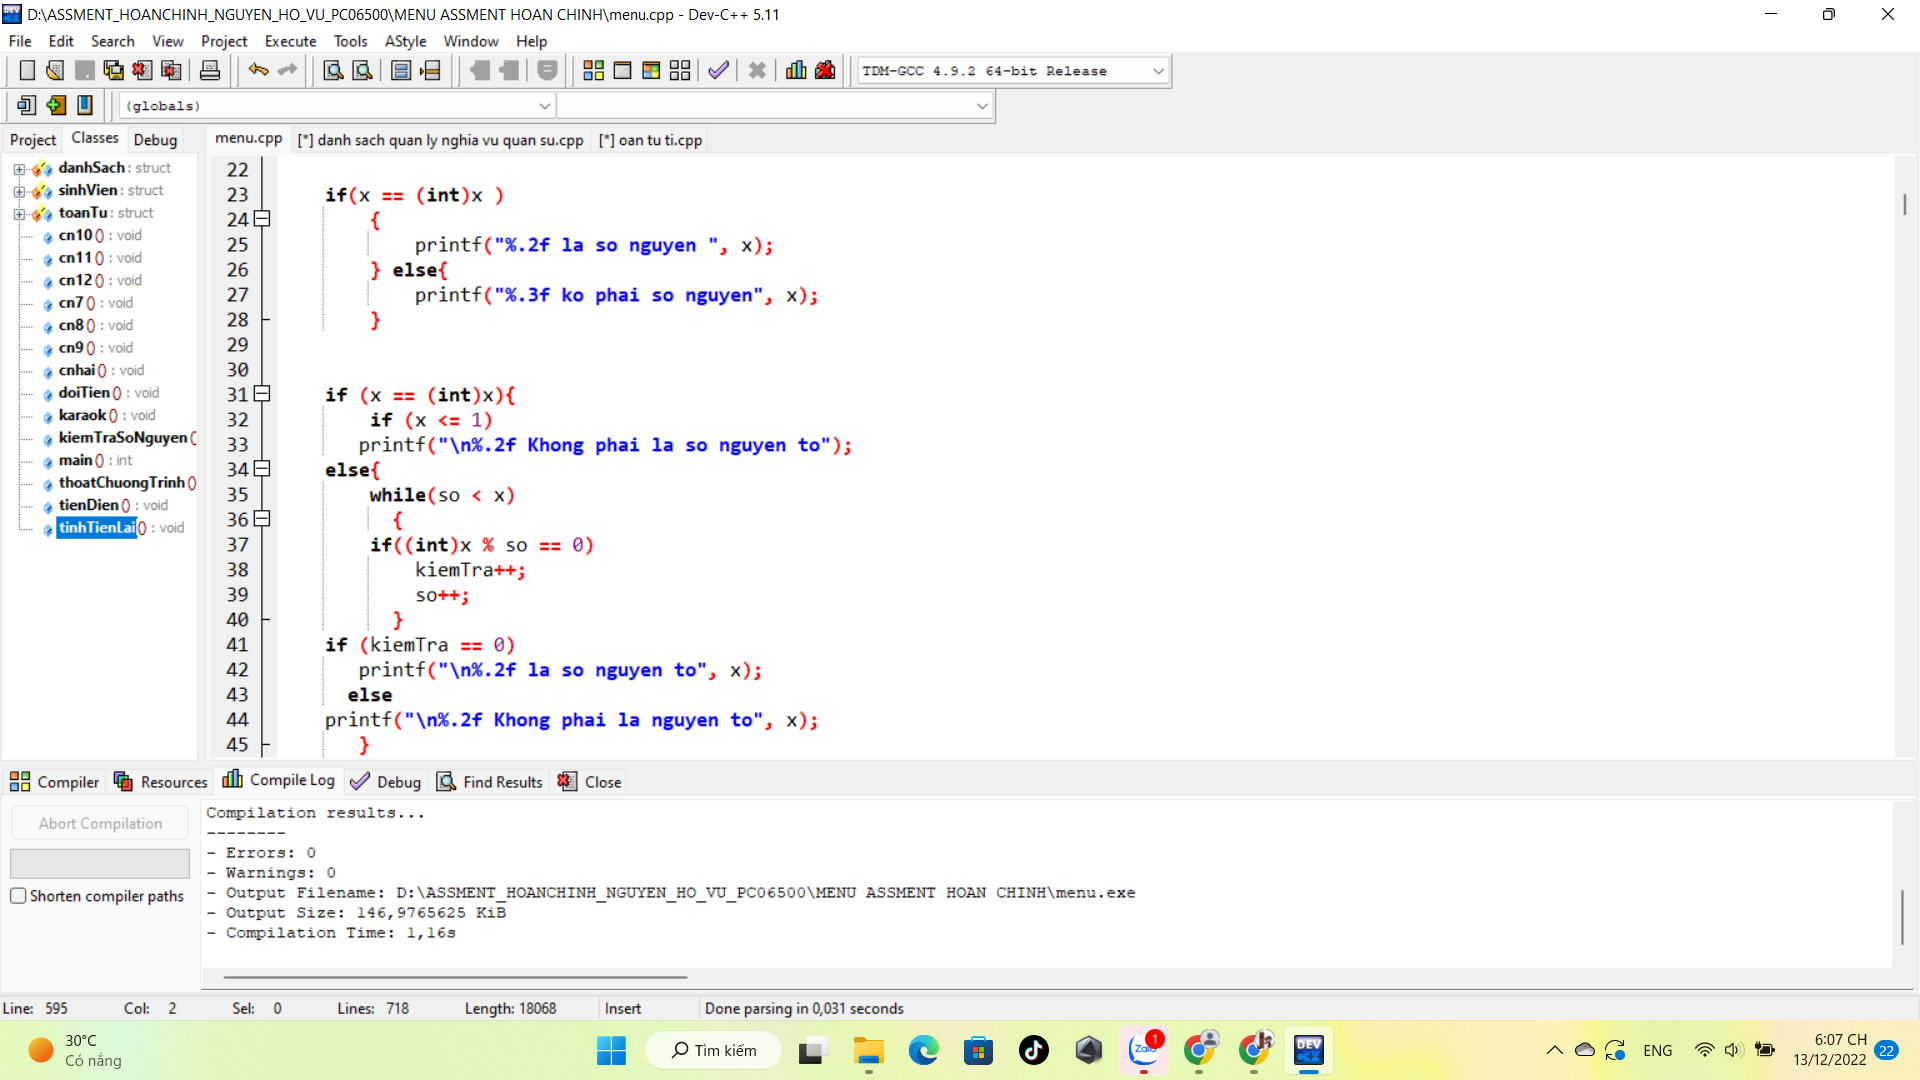 D:\ASSMENT_HOANCHINH_NGUYEN_HO_VU_PC06500\MENU ASSMENT HOAN CHINH\menu.cpp - Dev-C++ 5.11
File Edit Search View Project Execute Tools AStyle Window Help
TDM-GCC 4.9.2 64-bit Release
(globals)
Project Classes Debug
menu.cpp [*] danh sach quan ly nghia vu quan su.cpp [*] oan tu ti.cpp
danhSach : struct
sinhVien : struct
toanTu : struct
cn10 () : void
cn11 () : void
cn12 () : void
cn7 () : void
cn8 () : void
cn9 () : void
cnhai () : void
doiTien () : void
karaok () : void
kiemTraSoNguyen (
main () : int
thoatChuongTrinh ()
tienDien () : void
tinhTienLai () : void
22
23 if(x == (int)x )
24 {
25 printf("%.2f la so nguyen ", x);
26 } else{
27 printf("%.3f ko phai so nguyen", x);
28 }
29
30
31 if (x == (int)x){
32 if (x <= 1)
33 printf("\n%.2f Khong phai la so nguyen to");
34 else{
35 while(so < x)
36 {
37 if((int)x % so == 0)
38 kiemTra++;
39 so++;
40 }
41 if (kiemTra == 0)
42 printf("\n%.2f la so nguyen to", x);
43 else
44 printf("\n%.2f Khong phai la nguyen to", x);
45 }
Compiler Resources Compile Log Debug Find Results Close
Abort Compilation
Shorten compiler paths
Compilation results...
--------
- Errors: 0
- Warnings: 0
- Output Filename: D:\ASSMENT_HOANCHINH_NGUYEN_HO_VU_PC06500\MENU ASSMENT HOAN CHINH\menu.exe
- Output Size: 146,9765625 KiB
- Compilation Time: 1,16s
Line: 595 Col: 2 Sel: 0 Lines: 718 Length: 18068 Insert Done parsing in 0,031 seconds
30°C
Có nắng
Tìm kiếm
Zalo
1
DEV
C++
ENG
6:07 CH
13/12/2022
22